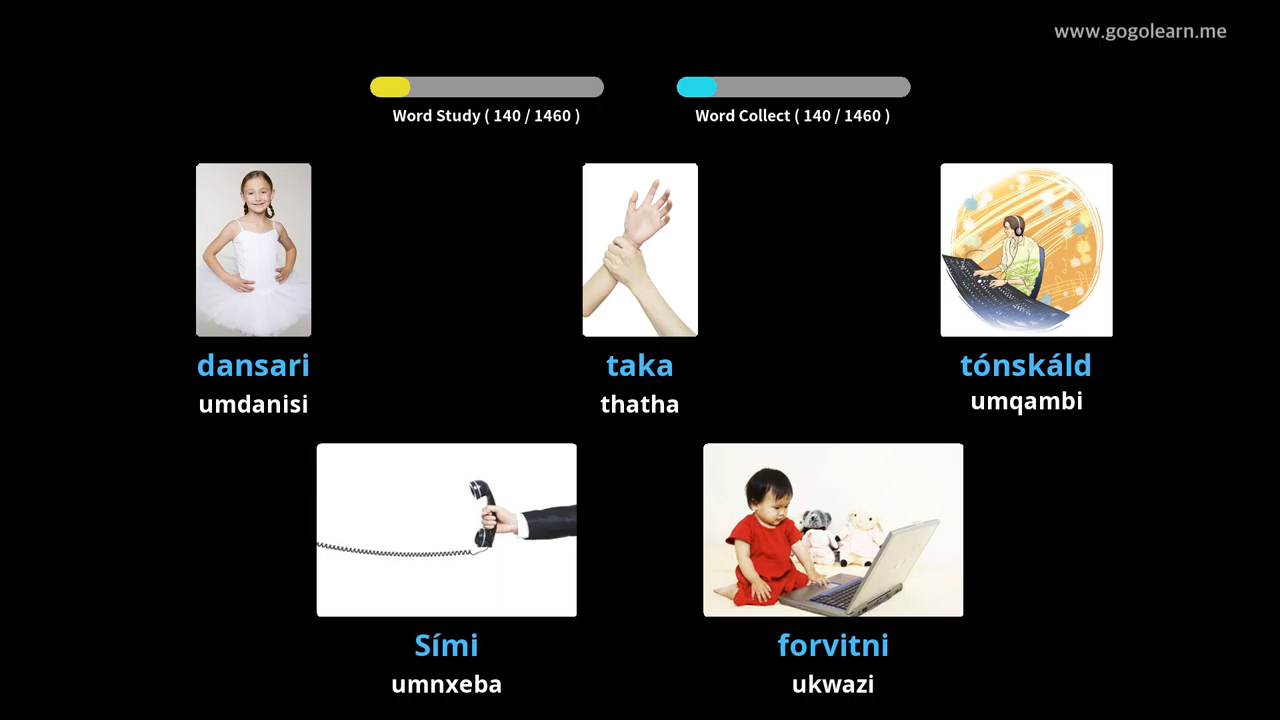 www.gogolearn.me
Word Study ( 140 / 1460 )
Word Collect ( 140 / 1460 )
dansari
umdanisi
taka
thatha
tónskáld
umqambi
Sími
umnxeba
forvitni
ukwazi